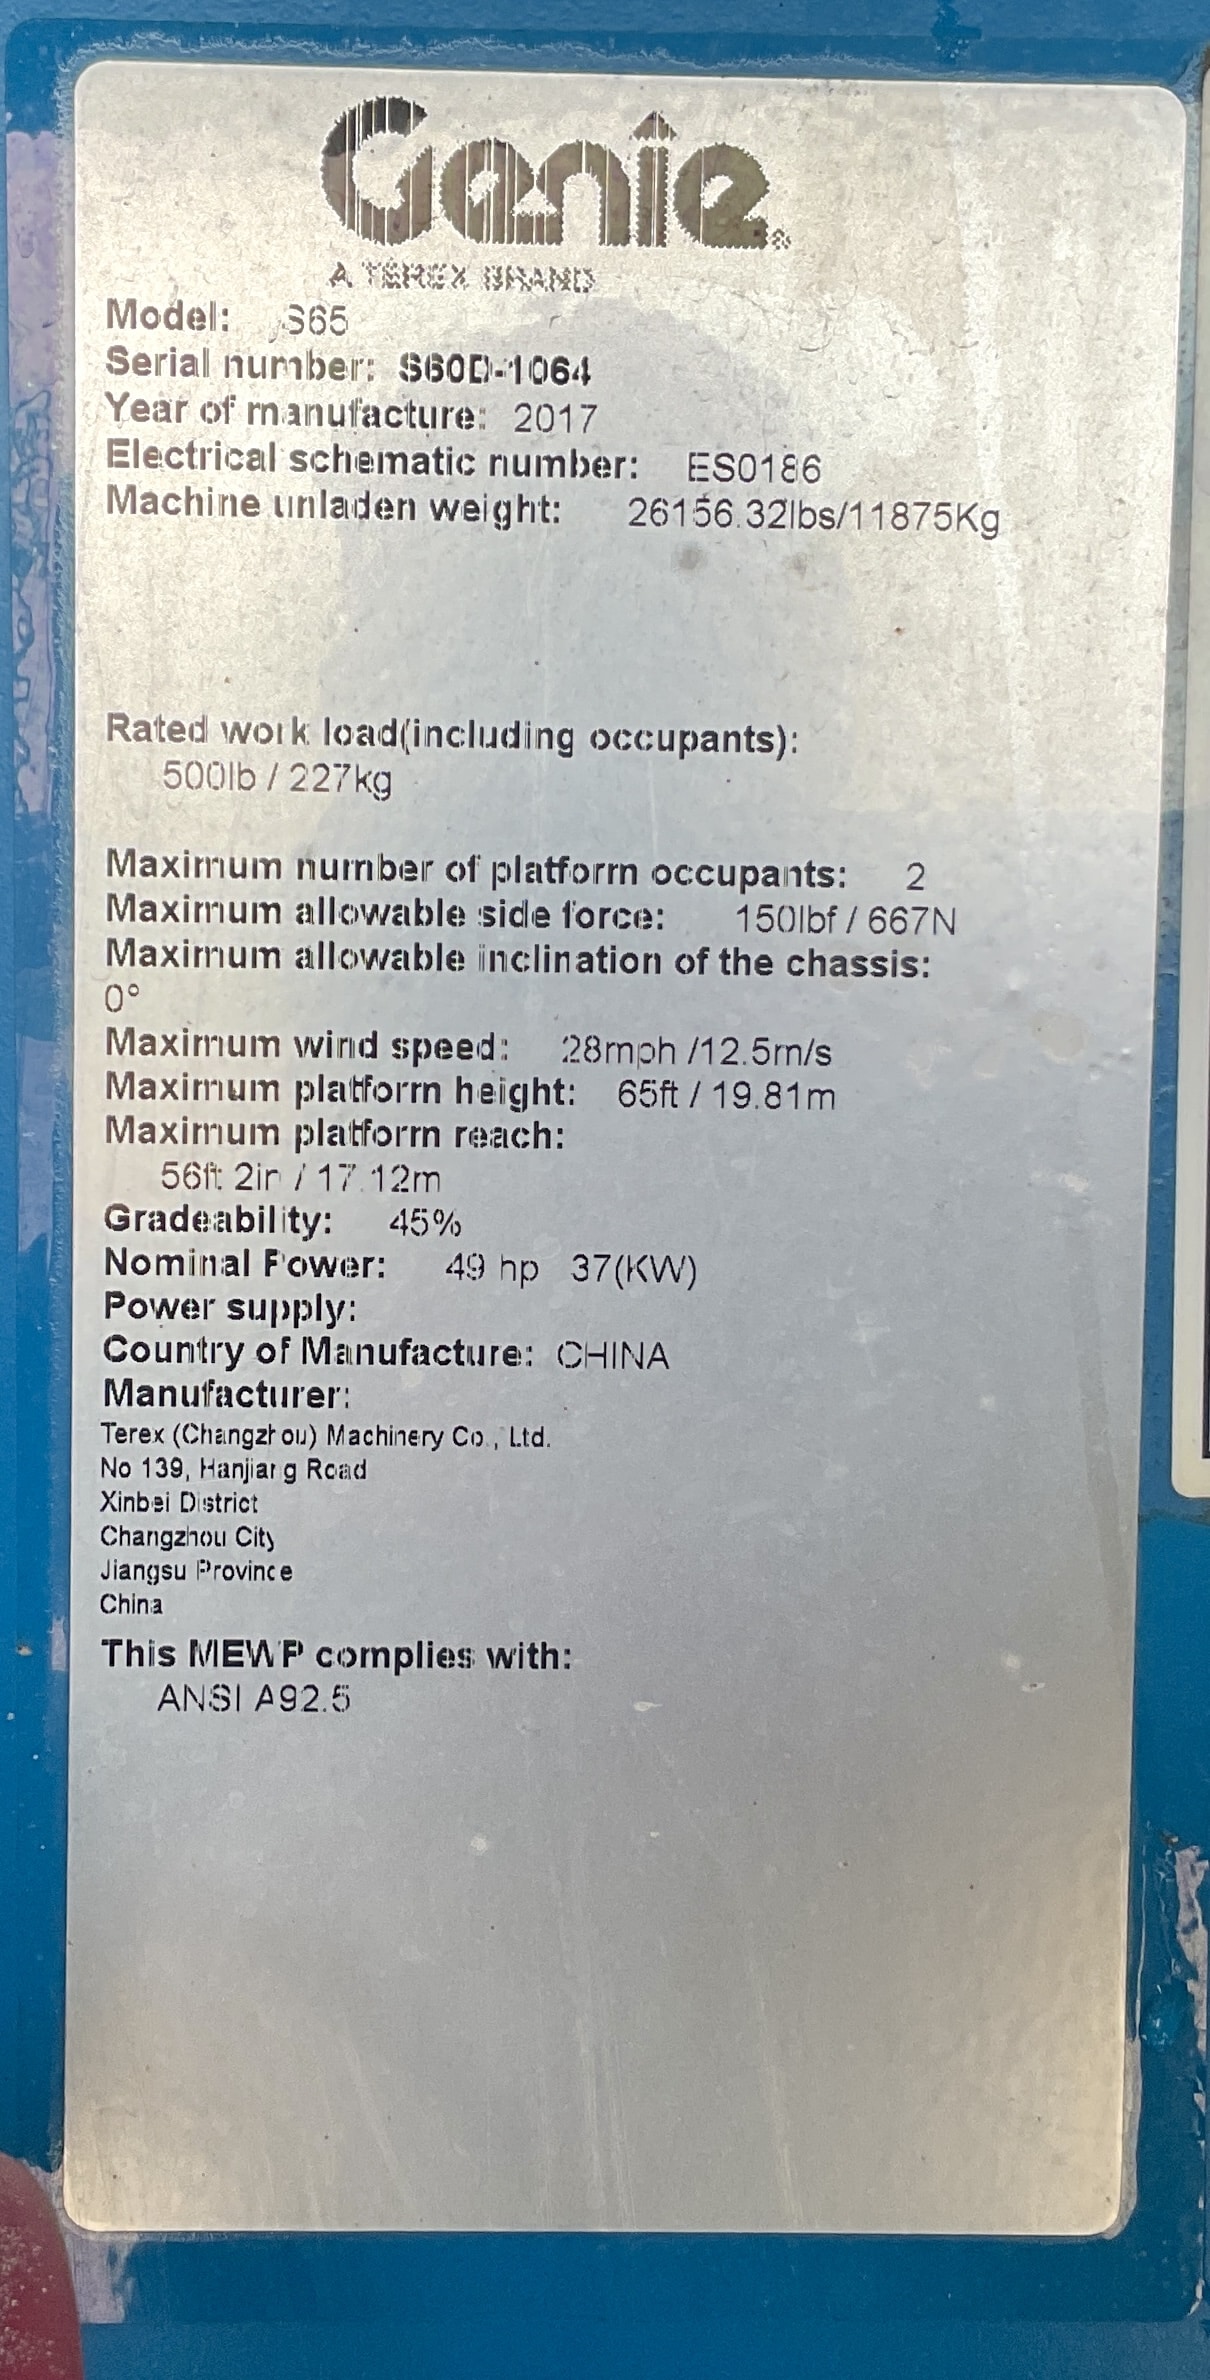 Genie®
A TEREX BRAND
Model: S65
Serial number: S60D-1064
Year of manufacture: 2017
Electrical schematic number: ES0186
Machine unladen weight: 26156.32lbs/11875Kg
Rated work load(including occupants):
500lb / 227kg
Maximum number of platform occupants: 2
Maximum allowable side force: 150lbf / 667N
Maximum allowable inclination of the chassis:
0°
Maximum wind speed: 28mph /12.5m/s
Maximum platform height: 65ft / 19.81m
Maximum platform reach:
56ft 2in / 17.12m
Gradeability: 45%
Nominal Power: 49 hp 37(KW)
Power supply:
Country of Manufacture: CHINA
Manufacturer:
Terex (Changzhou) Machinery Co., Ltd.
No 139, Hanjiang Road
Xinbei District
Changzhou City
Jiangsu Province
China
This MEWP complies with:
ANSI A92.5